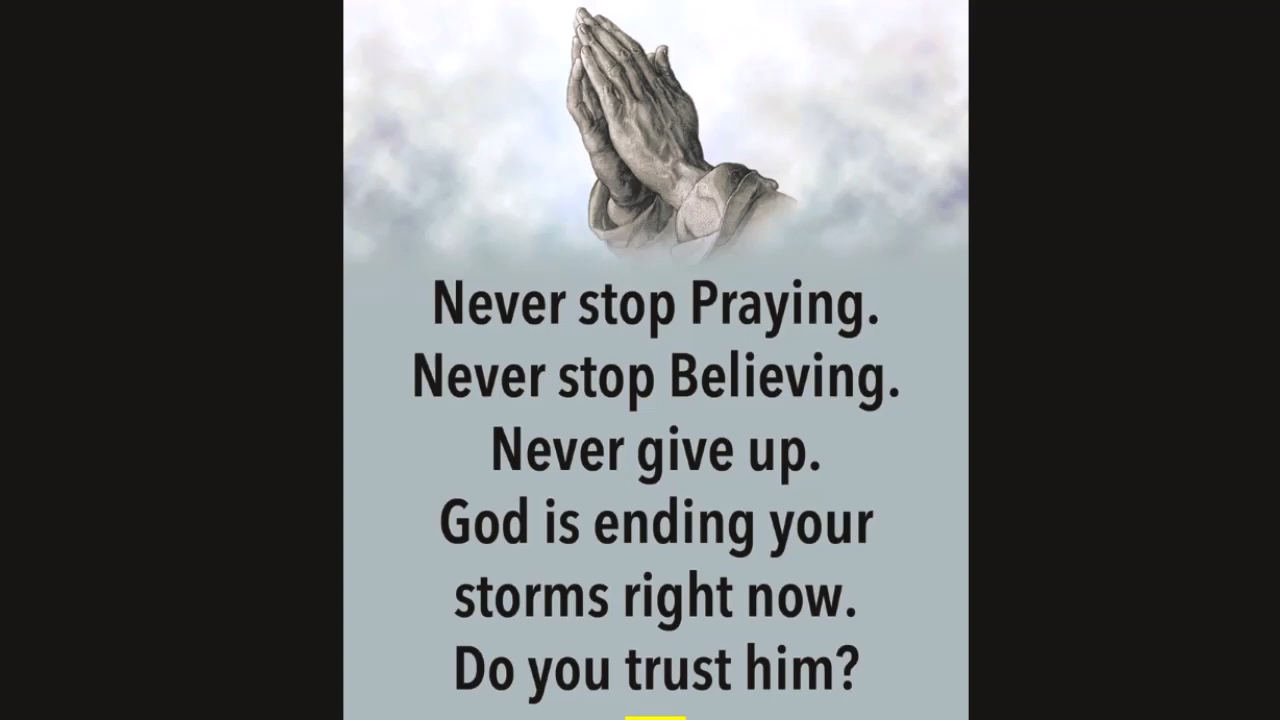 Never stop Praying.
Never stop Believing.
Never give up.
God is ending your
storms right now.
Do you trust him?